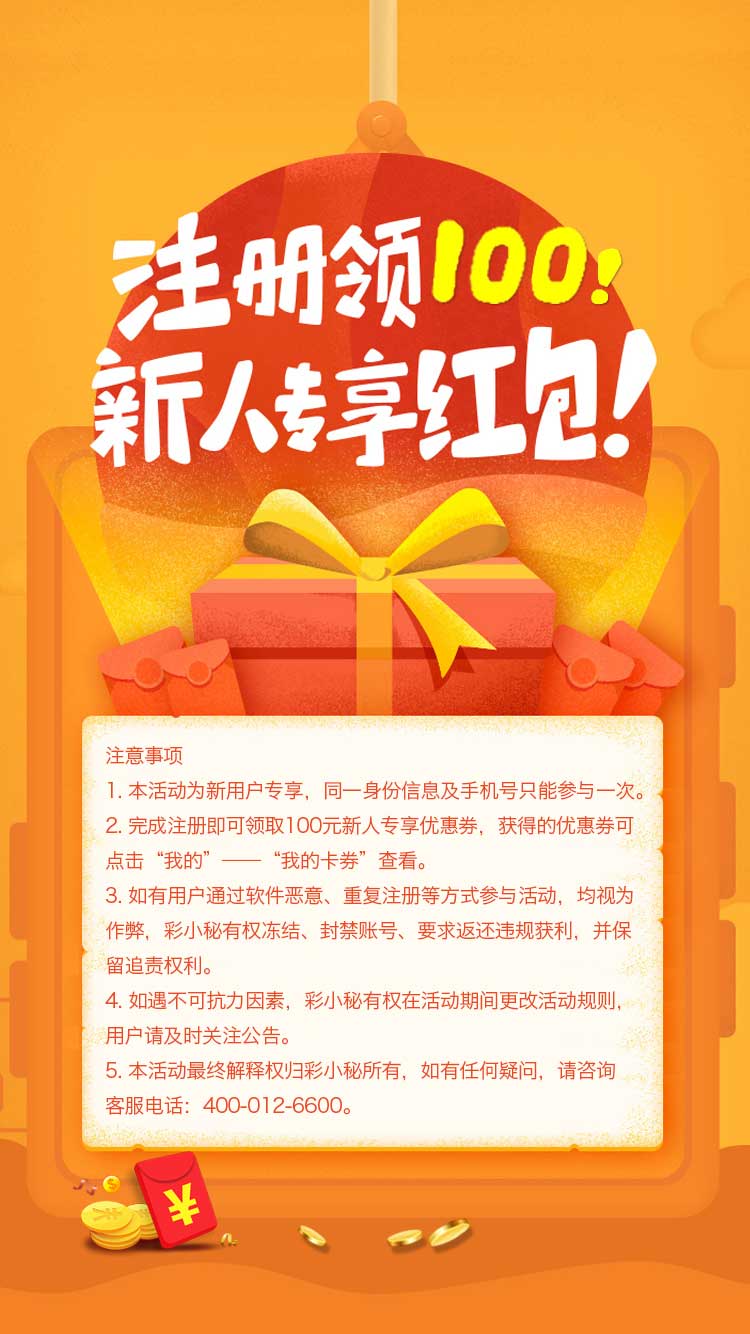 注册领100!
新人专享红包!
注意事项
1. 本活动为新用户专享，同一身份信息及手机号只能参与一次。
2. 完成注册即可领取100元新人专享优惠券，获得的优惠券可
点击“我的”——“我的卡券”查看。
3. 如有用户通过软件恶意、重复注册等方式参与活动，均视为
作弊，彩小秘有权冻结、封禁账号、要求返还违规获利，并保
留追责权利。
4. 如遇不可抗力因素，彩小秘有权在活动期间更改活动规则，
用户请及时关注公告。
5. 本活动最终解释权归彩小秘所有，如有任何疑问，请咨询
客服电话：400-012-6600。
¥